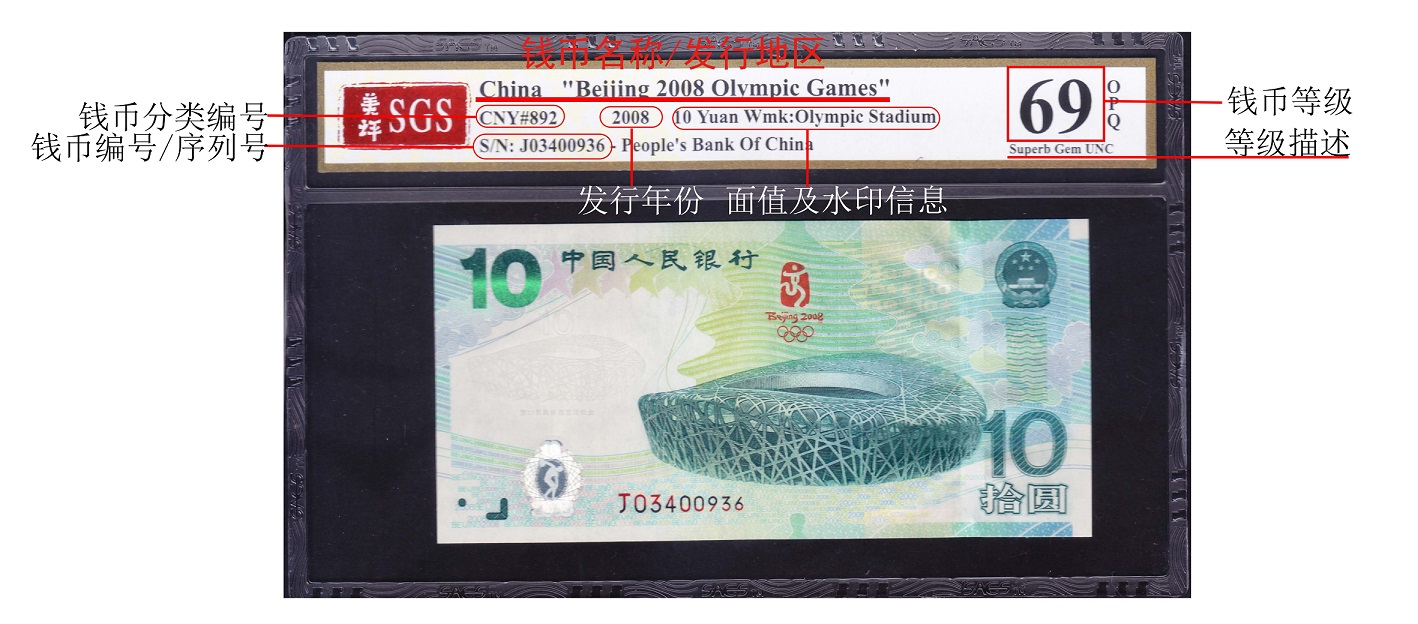 钱币名称/发行地区
China "Beijing 2008 Olympic Games"
美祥 SGS
69
OPQ
钱币分类编号
CNY#892 2008 10 Yuan Wmk:Olympic Stadium
钱币等级
钱币编号/序列号
S/N: J03400936 - People's Bank Of China
Superb Gem UNC
等级描述
发行年份 面值及水印信息
10 中国人民银行
Beijing 2008
10
拾圆
J03400936